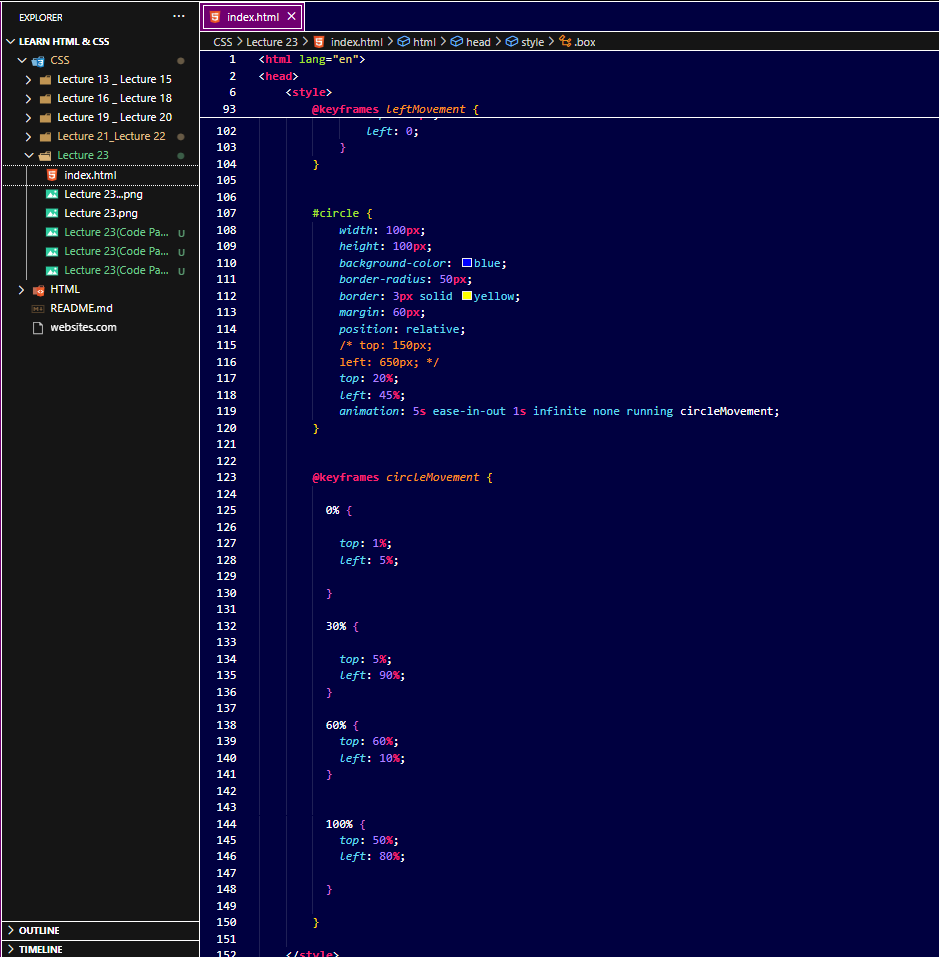 EXPLORER
LEARN HTML & CSS
CSS
Lecture 13 _ Lecture 15
Lecture 16 _ Lecture 18
Lecture 19 _ Lecture 20
Lecture 21_Lecture 22
Lecture 23
index.html
Lecture 23...png
Lecture 23.png
Lecture 23(Code Pa... U
Lecture 23(Code Pa... U
Lecture 23(Code Pa... U
HTML
README.md
websites.com
OUTLINE
TIMELINE
index.html
CSS > Lecture 23 > index.html > html > head > style > .box
1 <html lang="en">
2 <head>
6 <style>
93 @keyframes leftMovement {
102 left: 0;
103 }
104 }
105
106
107 #circle {
108 width: 100px;
109 height: 100px;
110 background-color: blue;
111 border-radius: 50px;
112 border: 3px solid yellow;
113 margin: 60px;
114 position: relative;
115 /* top: 150px;
116 left: 650px; */
117 top: 20%;
118 left: 45%;
119 animation: 5s ease-in-out 1s infinite none running circleMovement;
120 }
121
122
123 @keyframes circleMovement {
124
125 0% {
126
127 top: 1%;
128 left: 5%;
129
130 }
131
132 30% {
133
134 top: 5%;
135 left: 90%;
136 }
137
138 60% {
139 top: 60%;
140 left: 10%;
141 }
142
143
144 100% {
145 top: 50%;
146 left: 80%;
147
148 }
149
150 }
151
152 </style>